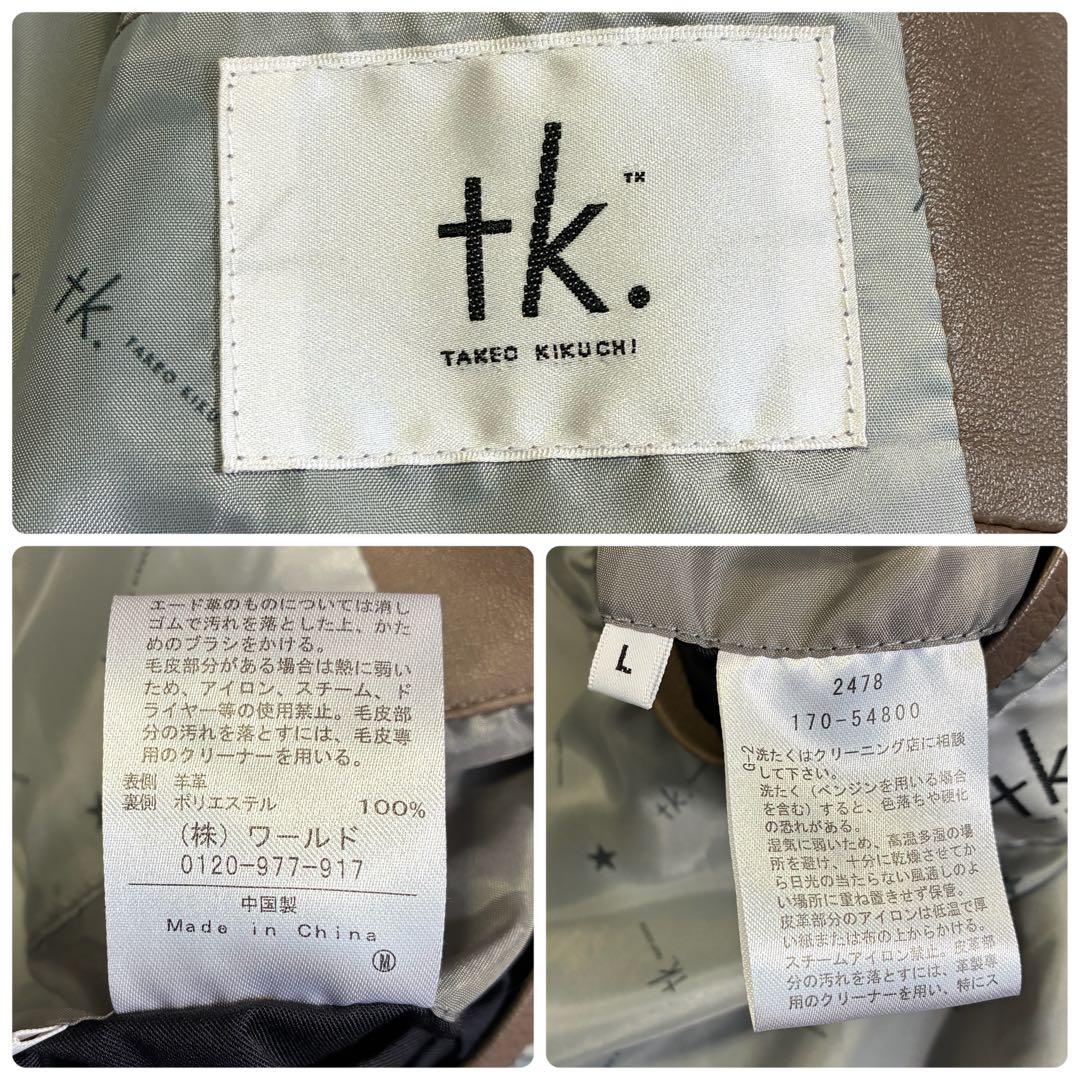 tk.
TK
TAKEO KIKUCHI
tk.
TAKEO KIKU
エード革のものについては消し
ゴムで汚れを落とした上、かた
めのブラシをかける。
毛皮部分がある場合は熱に弱い
ため、アイロン、スチーム、ド
ライヤー等の使用禁止。毛皮部
分の汚れを落とすには、毛皮専
用のクリーナーを用いる。
表側 羊革
裏側 ポリエステル 100%
(株)ワールド
0120-977-917
中国製
Made in China
M
L
2478
170-54800
G-2
洗たくはクリーニング店に相談
して下さい。
洗たく(ベンジンを用いる場合
を含む)すると、色落ちや硬化
の恐れがある。
湿気に弱いため、高温多湿の場
所を避け、十分に乾燥させてか
ら日光の当たらない風通しのよ
い場所に重ね置きせず保管。
皮革部分のアイロンは低温で厚
い紙または布の上からかける。
スチームアイロン禁止。皮革部
分の汚れを落とすには、革製専
用のクリーナーを用い、特にス
tk
tk.
tk